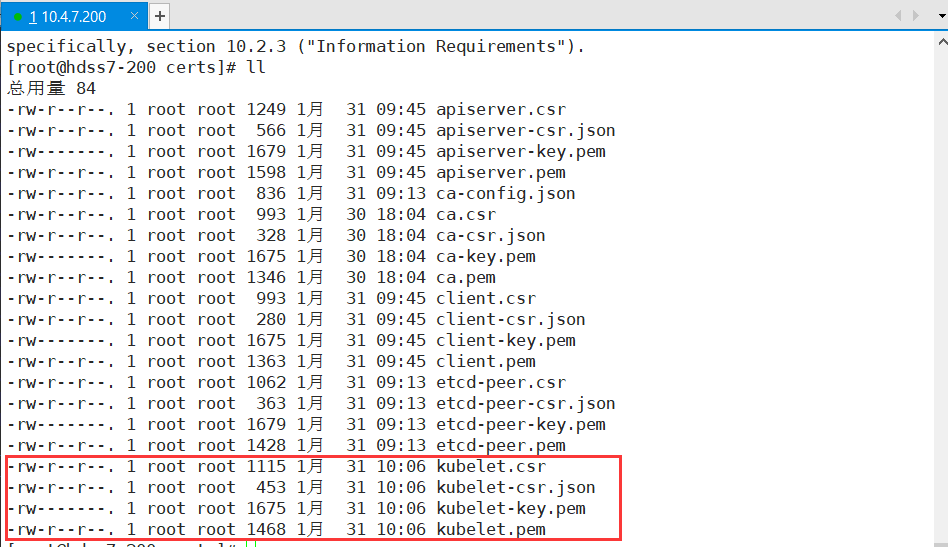 1 10.4.7.200 × +
specifically, section 10.2.3 ("Information Requirements").
[root@hdss7-200 certs]# ll
总用量 84
-rw-r--r--. 1 root root 1249 1月  31 09:45 apiserver.csr
-rw-r--r--. 1 root root  566 1月  31 09:45 apiserver-csr.json
-rw-------. 1 root root 1679 1月  31 09:45 apiserver-key.pem
-rw-r--r--. 1 root root 1598 1月  31 09:45 apiserver.pem
-rw-r--r--. 1 root root  836 1月  31 09:13 ca-config.json
-rw-r--r--. 1 root root  993 1月  30 18:04 ca.csr
-rw-r--r--. 1 root root  328 1月  30 18:04 ca-csr.json
-rw-------. 1 root root 1675 1月  30 18:04 ca-key.pem
-rw-r--r--. 1 root root 1346 1月  30 18:04 ca.pem
-rw-r--r--. 1 root root  993 1月  31 09:45 client.csr
-rw-r--r--. 1 root root  280 1月  31 09:45 client-csr.json
-rw-------. 1 root root 1675 1月  31 09:45 client-key.pem
-rw-r--r--. 1 root root 1363 1月  31 09:45 client.pem
-rw-r--r--. 1 root root 1062 1月  31 09:13 etcd-peer.csr
-rw-r--r--. 1 root root  363 1月  31 09:13 etcd-peer-csr.json
-rw-------. 1 root root 1679 1月  31 09:13 etcd-peer-key.pem
-rw-r--r--. 1 root root 1428 1月  31 09:13 etcd-peer.pem
-rw-r--r--. 1 root root 1115 1月  31 10:06 kubelet.csr
-rw-r--r--. 1 root root  453 1月  31 10:06 kubelet-csr.json
-rw-------. 1 root root 1675 1月  31 10:06 kubelet-key.pem
-rw-r--r--. 1 root root 1468 1月  31 10:06 kubelet.pem
[root@hdss7-200 certs]#